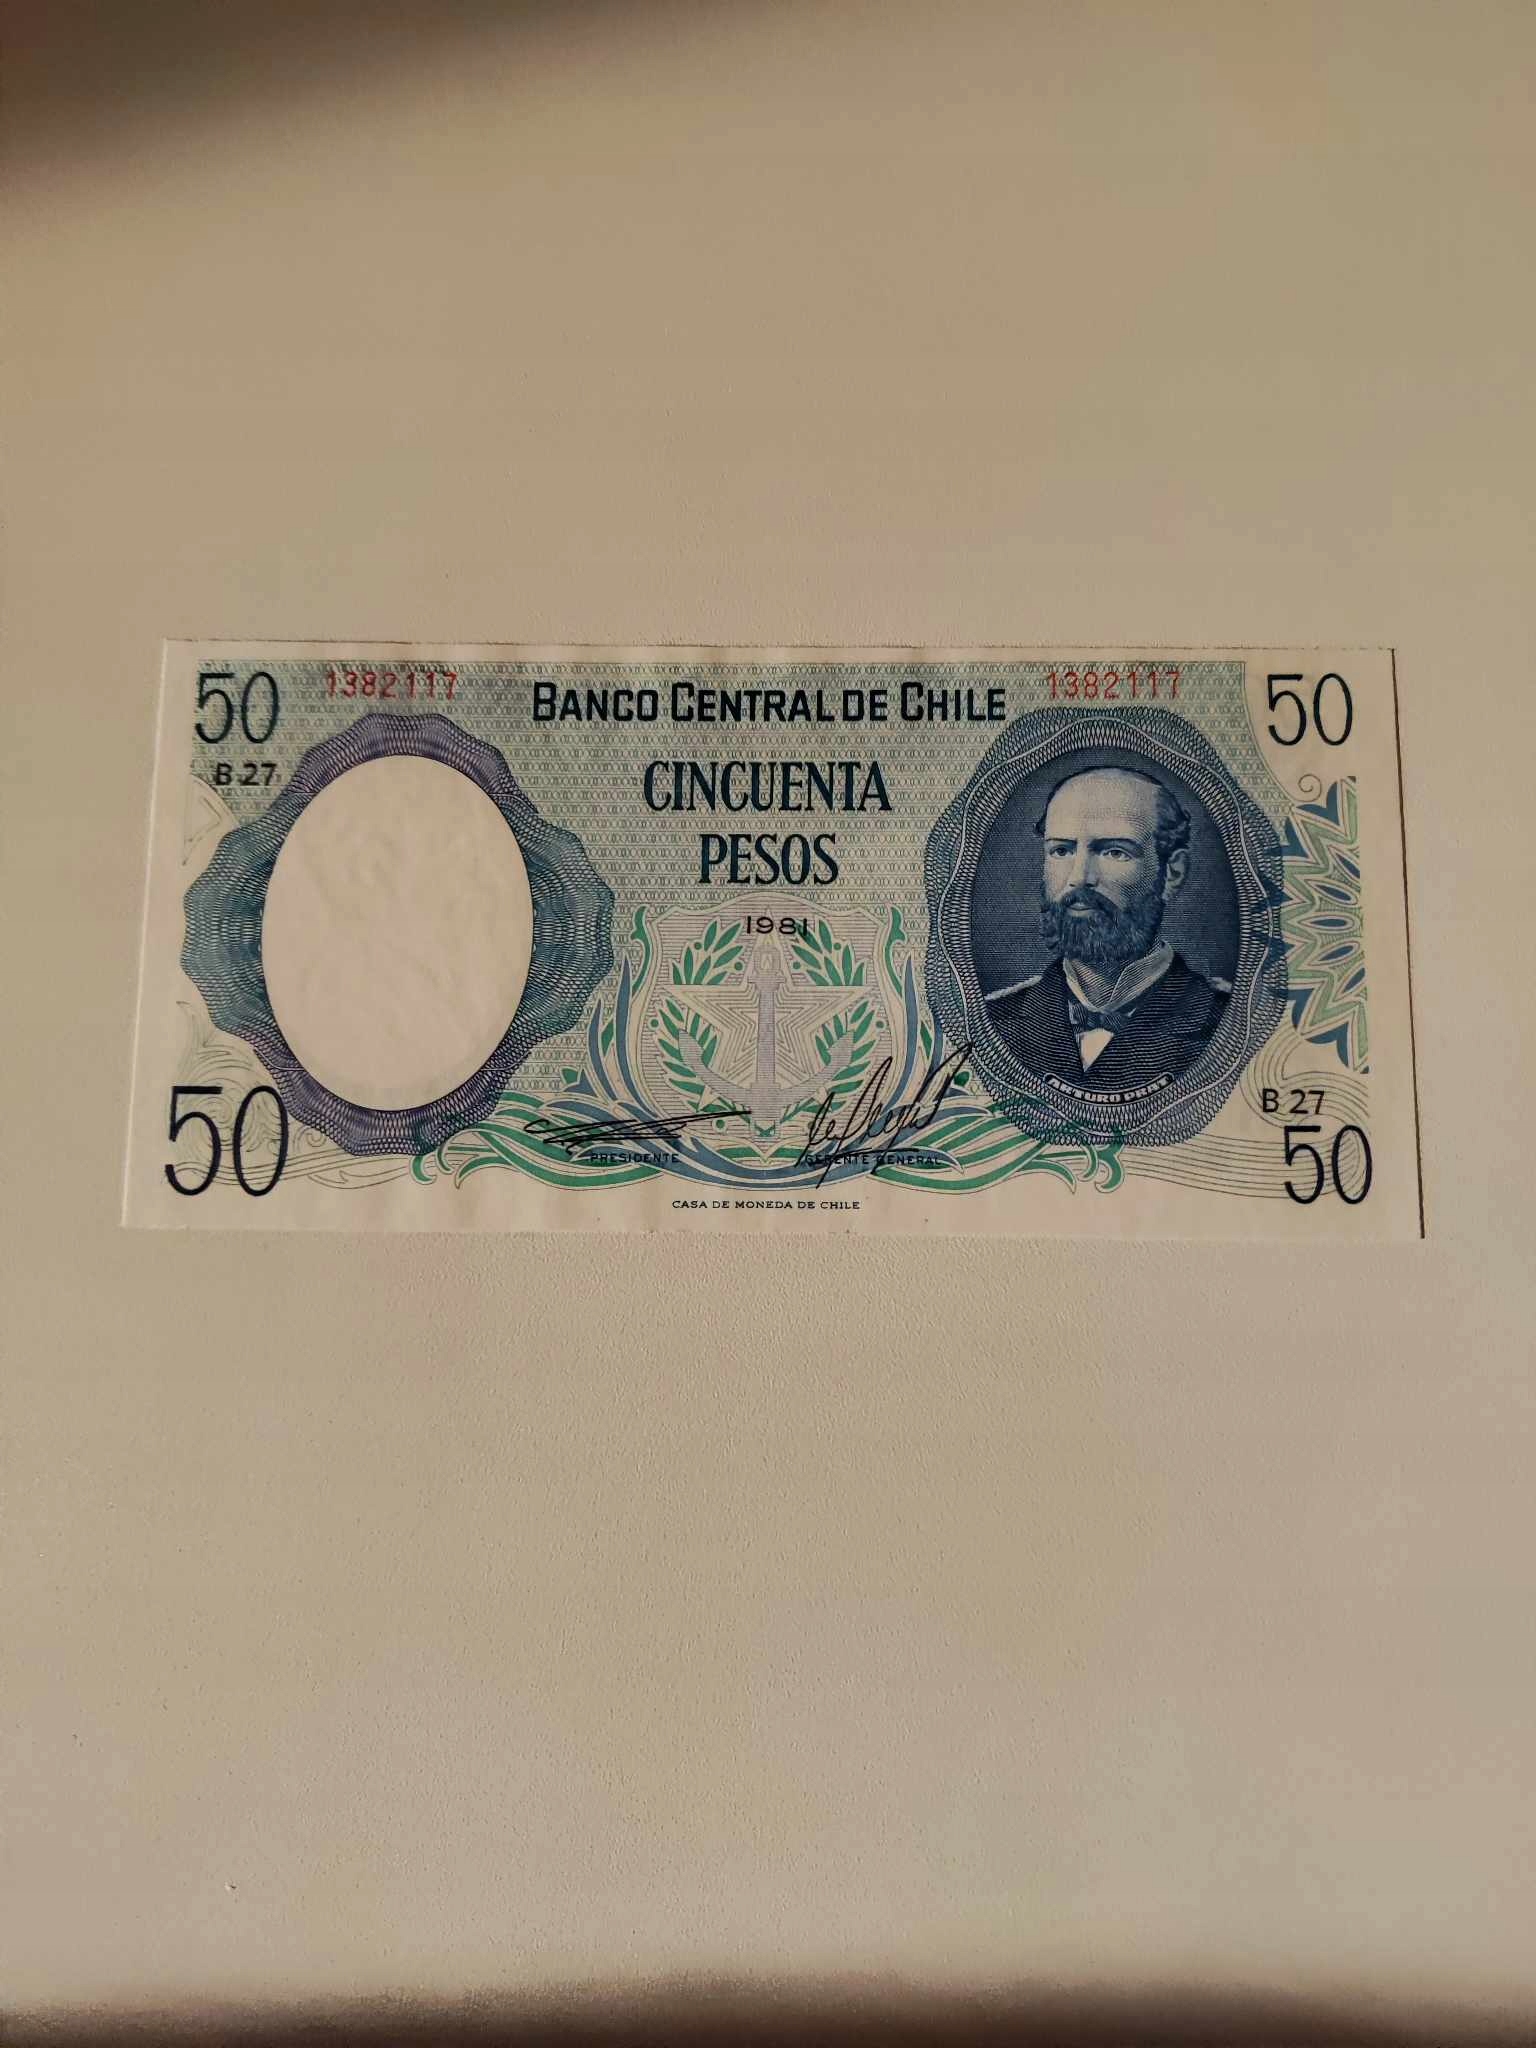 50 1382117 BANCO CENTRAL DE CHILE 1382117 50
B 27
CINCUENTA
PESOS
1981
ARTURO PRAT
B 27
50 PRESIDENTE GERENTE GENERAL 50
CASA DE MONEDA DE CHILE